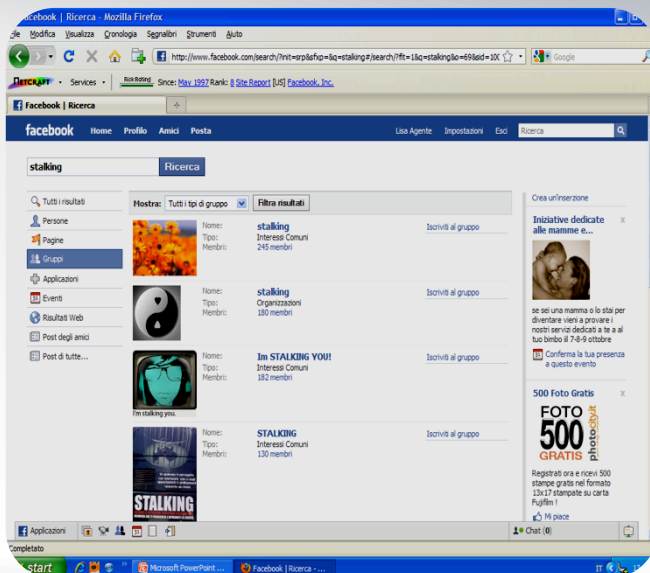 Facebook | Ricerca - Mozilla Firefox
File Modifica Visualizza Cronologia Segnalibri Strumenti Aiuto
http://www.facebook.com/search/?init=srp&sfxp=&q=stalking#/search/?flt=1&q=stalking&o=69&sid=10 Google
NETCRAFT Services Risk Rating Since: May 1997 Rank: 8 Site Report [US] Facebook, Inc.
Facebook | Ricerca
facebook Home Profilo Amici Posta Lisa Agente Impostazioni Esci Ricerca
stalking Ricerca
Tutti i risultati
Persone
Pagine
Gruppi
Applicazioni
Eventi
Risultati Web
Post degli amici
Post di tutte...
Mostra: Tutti i tipi di gruppo Filtra risultati
Nome: stalking Iscriviti al gruppo
Tipo: Interessi Comuni
Membri: 245 membri
Nome: stalking Iscriviti al gruppo
Tipo: Organizzazioni
Membri: 180 membri
Nome: Im STALKING YOU! Iscriviti al gruppo
Tipo: Interessi Comuni
Membri: 182 membri
I'm stalking you.
Nome: STALKING Iscriviti al gruppo
Tipo: Interessi Comuni
Membri: 130 membri
STALKING
Crea un'inserzione
Iniziative dedicate x
alle mamme e...
se sei una mamma o lo stai per
diventare vieni a provare i
nostri servizi dedicati a te a al
tuo bimbo il 7-8-9 ottobre
31 Conferma la tua presenza
a questo evento
500 Foto Gratis x
FOTO
500
GRATIS
photocity.it
Registrati ora e ricevi 500
stampe gratis nel formato
13x17 stampate su carta
Fujifilm !
Mi piace
Applicazioni Chat (0)
Completato
start Microsoft PowerPoint ... Facebook | Ricerca - ... IT